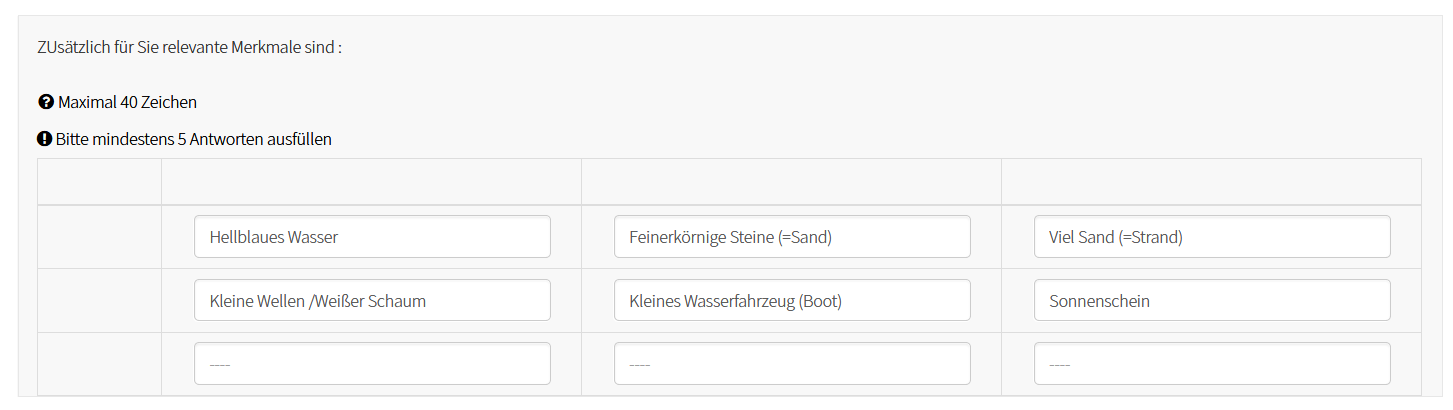 ZUsätzlich für Sie relevante Merkmale sind :
Maximal 40 Zeichen
Bitte mindestens 5 Antworten ausfüllen
Hellblaues Wasser Feinerkörnige Steine (=Sand) Viel Sand (=Strand)
Kleine Wellen /Weißer Schaum Kleines Wasserfahrzeug (Boot) Sonnenschein
---- ---- ----